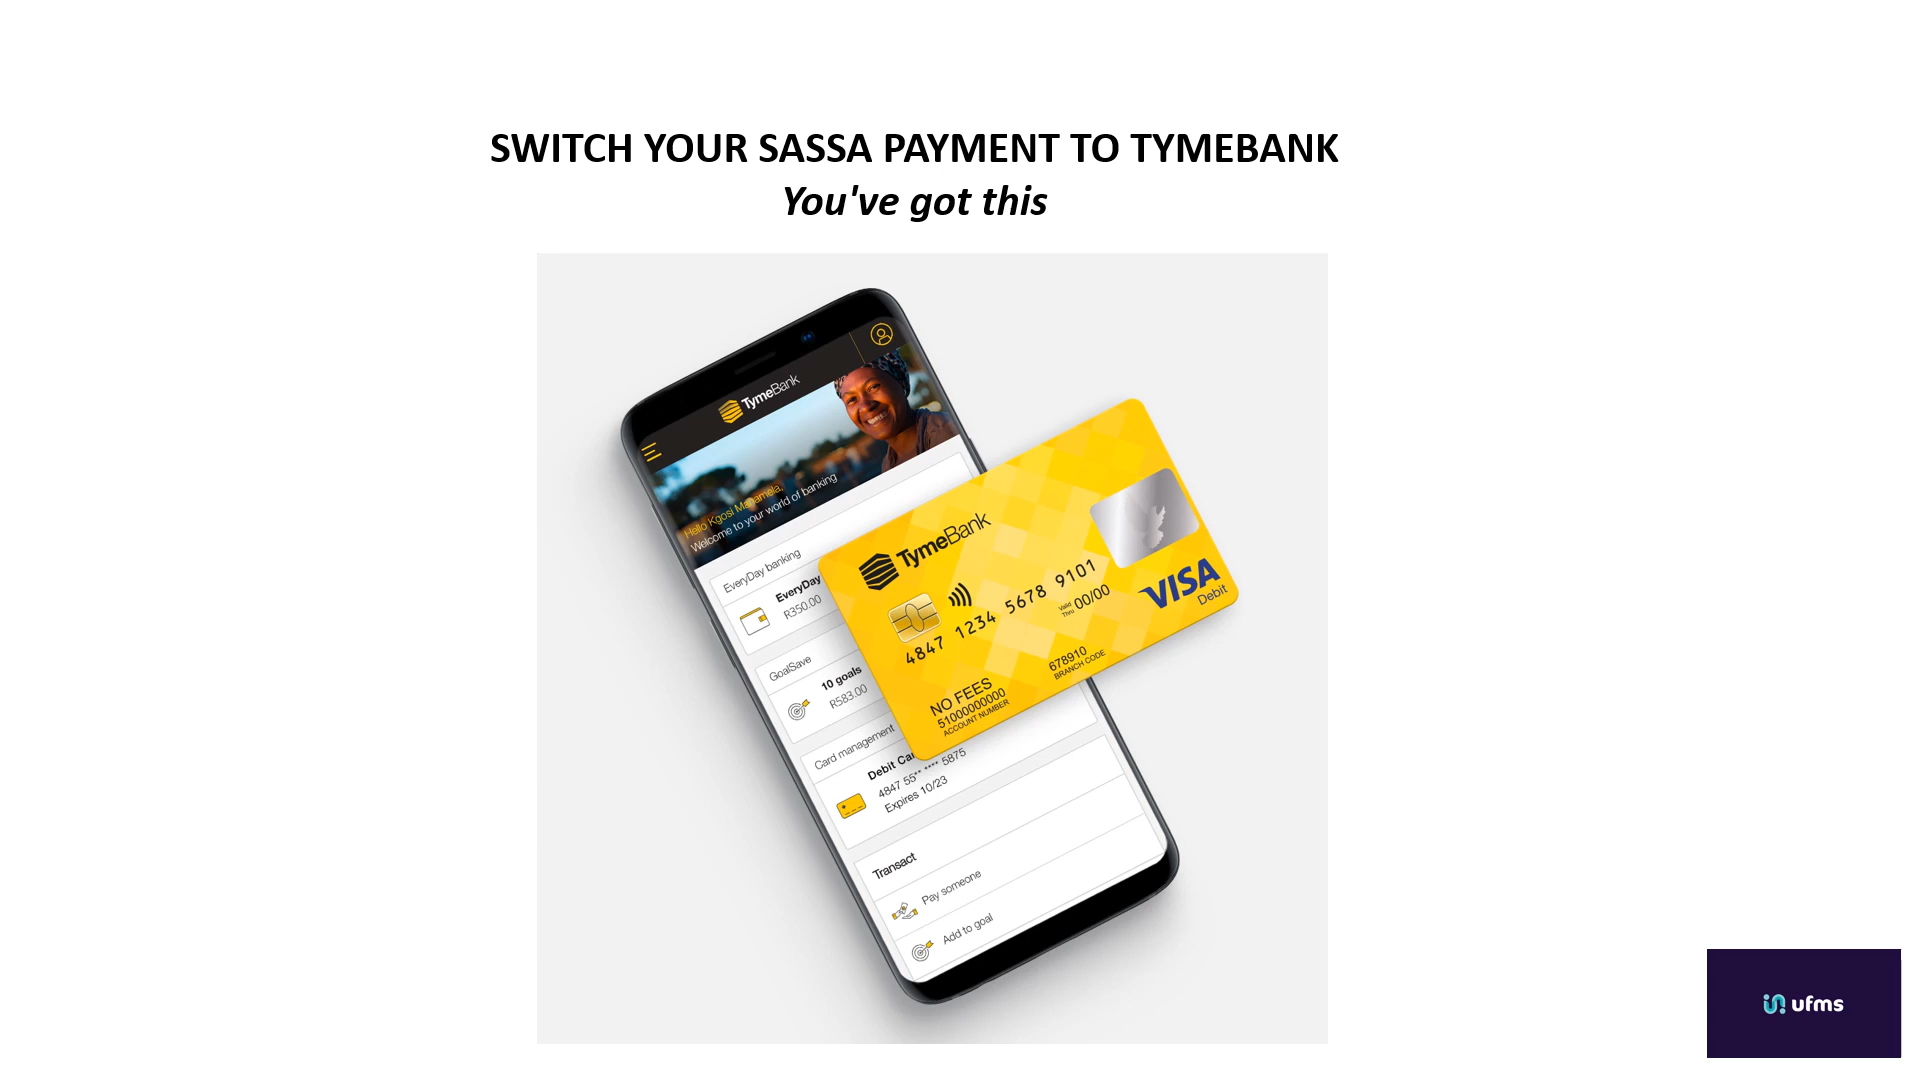 SWITCH YOUR SASSA PAYMENT TO TYMEBANK
You've got this
TymeBank
Hello Kgosi Manamela,
Welcome to your world of banking
EveryDay banking
EveryDay
R350.00
GoalSave
10 goals
R583.00
Card management
Debit Ca
4847 55** **** 5875
Expires 10/23
Transact
Pay someone
Add to goal
TymeBank
4847 1234 5678 9101
Valid
Thru 00/00
VISA
Debit
NO FEES
51000000000
ACCOUNT NUMBER
678910
BRANCH CODE
ufms